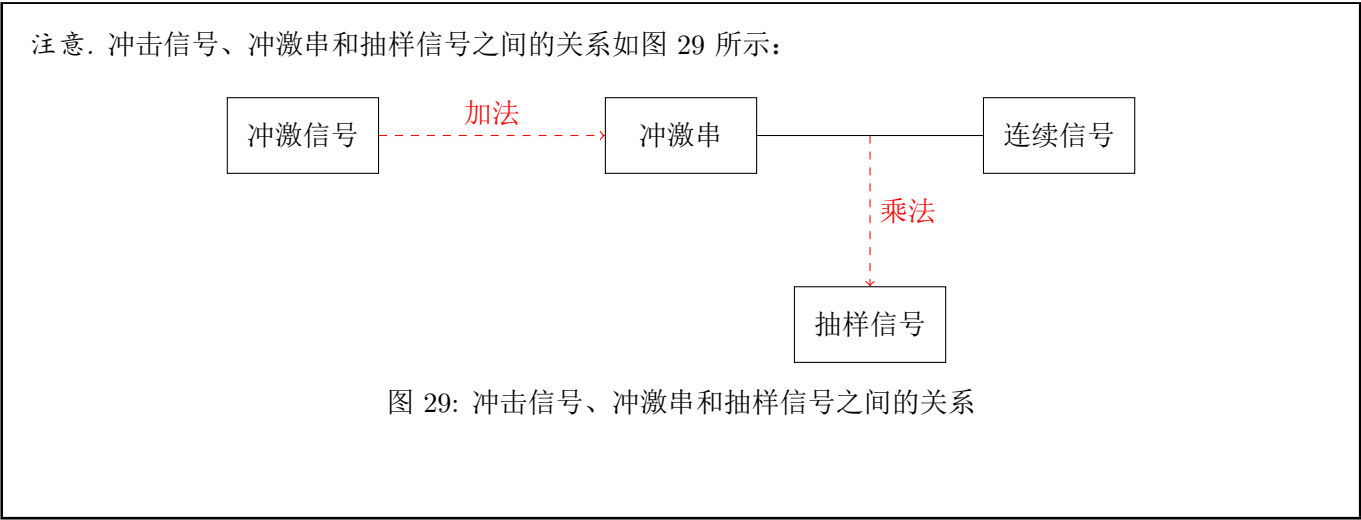 注意. 冲击信号、冲激串和抽样信号之间的关系如图 29 所示：
加法
冲激信号
冲激串
连续信号
乘法
抽样信号
图 29: 冲击信号、冲激串和抽样信号之间的关系